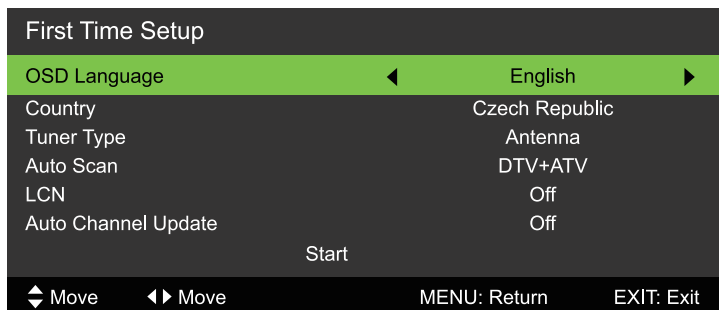 First Time Setup
OSD Language English
Country Czech Republic
Tuner Type Antenna
Auto Scan DTV+ATV
LCN Off
Auto Channel Update Off
Start
Move Move MENU: Return EXIT: Exit